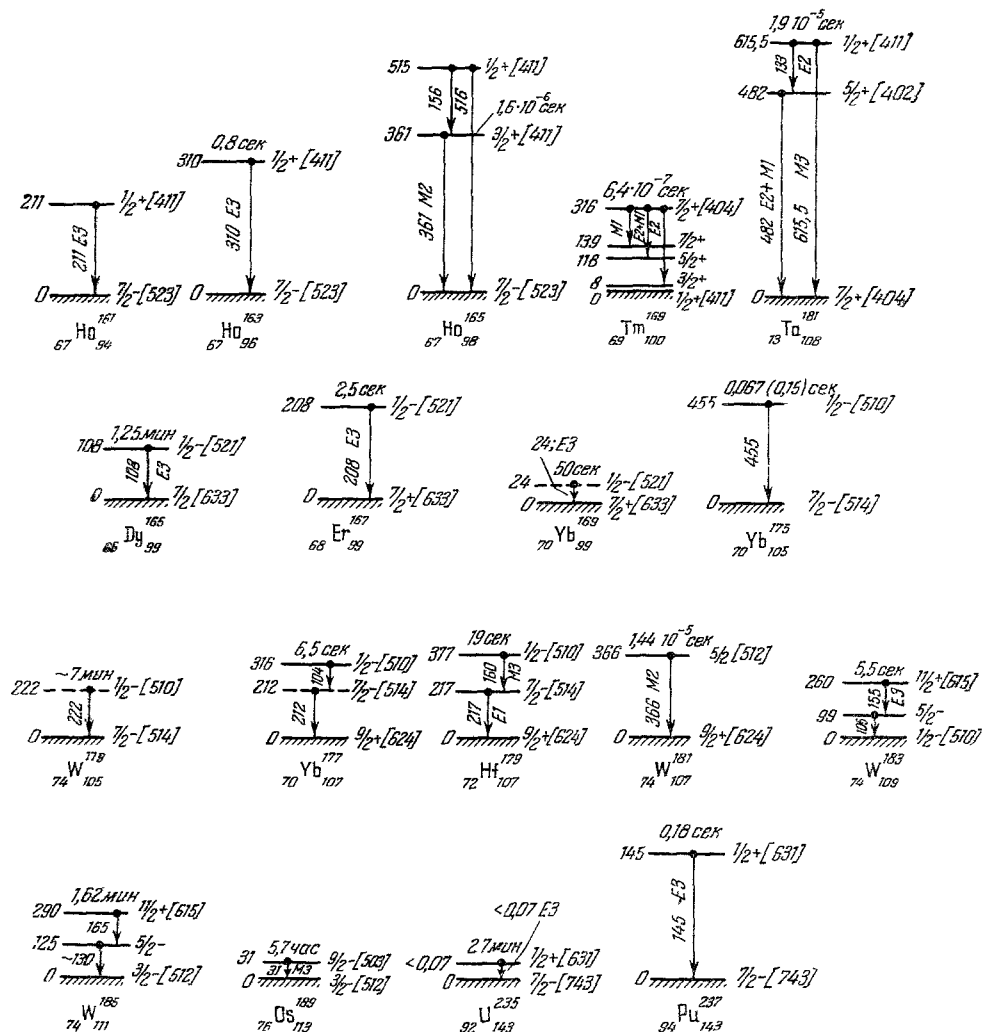 211 1/2+[411]
211 E3
0 7/2-[523]
67 Ho 161 94
0,8 сек
310 1/2+[411]
310 E3
0 7/2-[523]
67 Ho 163 96
515 1/2+[411]
156 516
1,6·10⁻⁶ сек
361 3/2+[411]
361 M2
0 7/2-[523]
67 Ho 165 98
6,4·10⁻⁷ сек
316 7/2+[404]
M1 E2+M1 E2
139 7/2+
118 5/2+
8 3/2+
0 1/2+[411]
69 Tm 169 100
1,9 10⁻⁵ сек
615,5 1/2+[411]
133 E2
482 5/2+[402]
482 E2+M1
615,5 M3
0 7/2+[404]
13 Ta 181 108
1,25 мин
108 1/2-[521]
108 E3
0 7/2[633]
66 Dy 165 99
2,5 сек
208 1/2-[521]
208 E3
0 7/2+[633]
68 Er 167 99
24; E3
50 сек
24 1/2-[521]
0 7/2+[633]
70 Yb 169 99
0,067 (0,15) сек
455 1/2-[510]
455
0 7/2-[514]
70 Yb 175 105
~7 мин
222 1/2-[510]
222
0 7/2-[514]
74 W 179 105
6,5 сек
316 1/2-[510]
104
212 7/2-[514]
212
0 9/2+[624]
70 Yb 177 107
19 сек
377 1/2-[510]
160 M3
217 7/2-[514]
217 E1
0 9/2+[624]
72 Hf 179 107
1,44 10⁻⁵ сек
366 5/2[512]
366 M2
0 9/2+[624]
74 W 181 107
5,5 сек
260 11/2+[615]
155 E3
99 5/2-
0 1/2-[510]
74 W 183 109
1,62 мин
290 11/2+[615]
165
125 5/2-
~130
0 3/2-[512]
74 W 185 111
5,7 час
31 9/2-[503]
31 M3
0 3/2-[512]
76 Os 189 113
<0,07 E3
27 мин
<0,07 1/2+[631]
0 7/2-[743]
92 U 235 143
0,18 сек
145 1/2+[631]
145 -E3
0 7/2-[743]
94 Pu 237 143